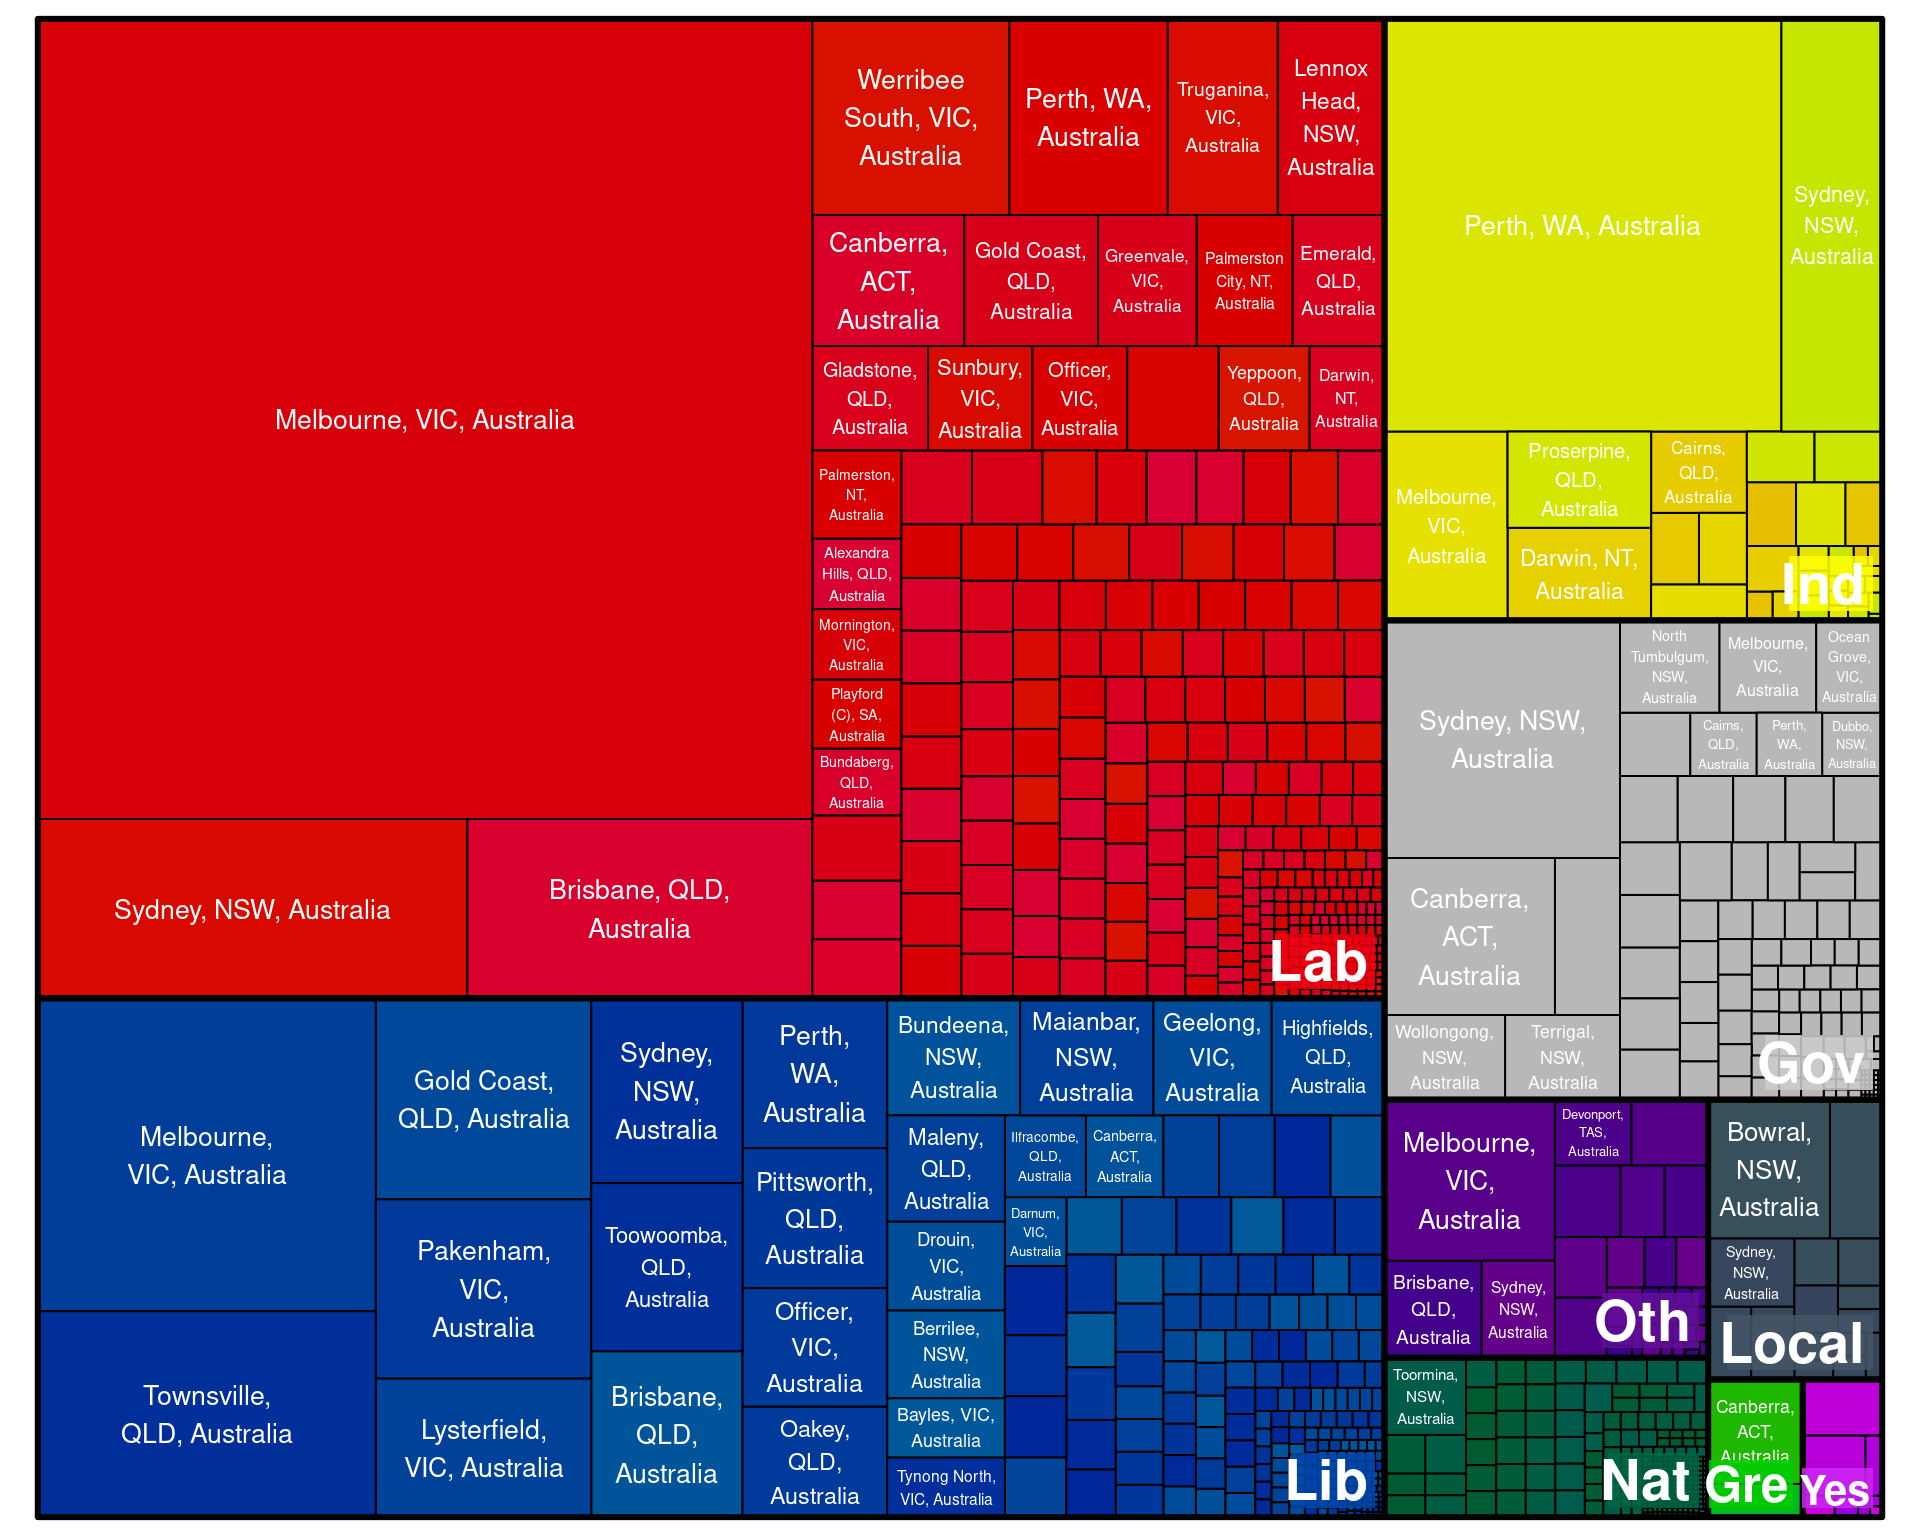 Melbourne, VIC, Australia
Sydney, NSW, Australia
Brisbane, QLD,
Australia
Werribee
South, VIC,
Australia
Perth, WA,
Australia
Truganina,
VIC,
Australia
Lennox
Head,
NSW,
Australia
Canberra,
ACT,
Australia
Gold Coast,
QLD,
Australia
Greenvale,
VIC,
Australia
Palmerston
City, NT,
Australia
Emerald,
QLD,
Australia
Gladstone,
QLD,
Australia
Sunbury,
VIC,
Australia
Officer,
VIC,
Australia
Yeppoon,
QLD,
Australia
Darwin,
NT,
Australia
Palmerston,
NT,
Australia
Alexandra
Hills, QLD,
Australia
Mornington,
VIC,
Australia
Playford
(C), SA,
Australia
Bundaberg,
QLD,
Australia
Lab
Perth, WA, Australia
Sydney,
NSW,
Australia
Melbourne,
VIC,
Australia
Proserpine,
QLD,
Australia
Darwin, NT,
Australia
Cairns,
QLD,
Australia
Ind
Sydney, NSW,
Australia
Canberra,
ACT,
Australia
Wollongong,
NSW,
Australia
Terrigal,
NSW,
Australia
North
Tumbulgum,
NSW,
Australia
Melbourne,
VIC,
Australia
Ocean
Grove,
VIC,
Australia
Cairns,
QLD,
Australia
Perth,
WA,
Australia
Dubbo,
NSW,
Australia
Gov
Melbourne,
VIC, Australia
Townsville,
QLD, Australia
Gold Coast,
QLD, Australia
Pakenham,
VIC,
Australia
Lysterfield,
VIC, Australia
Sydney,
NSW,
Australia
Toowoomba,
QLD,
Australia
Brisbane,
QLD,
Australia
Perth,
WA,
Australia
Pittsworth,
QLD,
Australia
Officer,
VIC,
Australia
Oakey,
QLD,
Australia
Bundeena,
NSW,
Australia
Maianbar,
NSW,
Australia
Geelong,
VIC,
Australia
Highfields,
QLD,
Australia
Maleny,
QLD,
Australia
Drouin,
VIC,
Australia
Berrilee,
NSW,
Australia
Bayles, VIC,
Australia
Tynong North,
VIC, Australia
Ilfracombe,
QLD,
Australia
Canberra,
ACT,
Australia
Darnum,
VIC,
Australia
Lib
Melbourne,
VIC,
Australia
Brisbane,
QLD,
Australia
Sydney,
NSW,
Australia
Devonport,
TAS,
Australia
Oth
Bowral,
NSW,
Australia
Sydney,
NSW,
Australia
Local
Toormina,
NSW,
Australia
Nat
Canberra,
ACT,
Australia
Gre
Yes